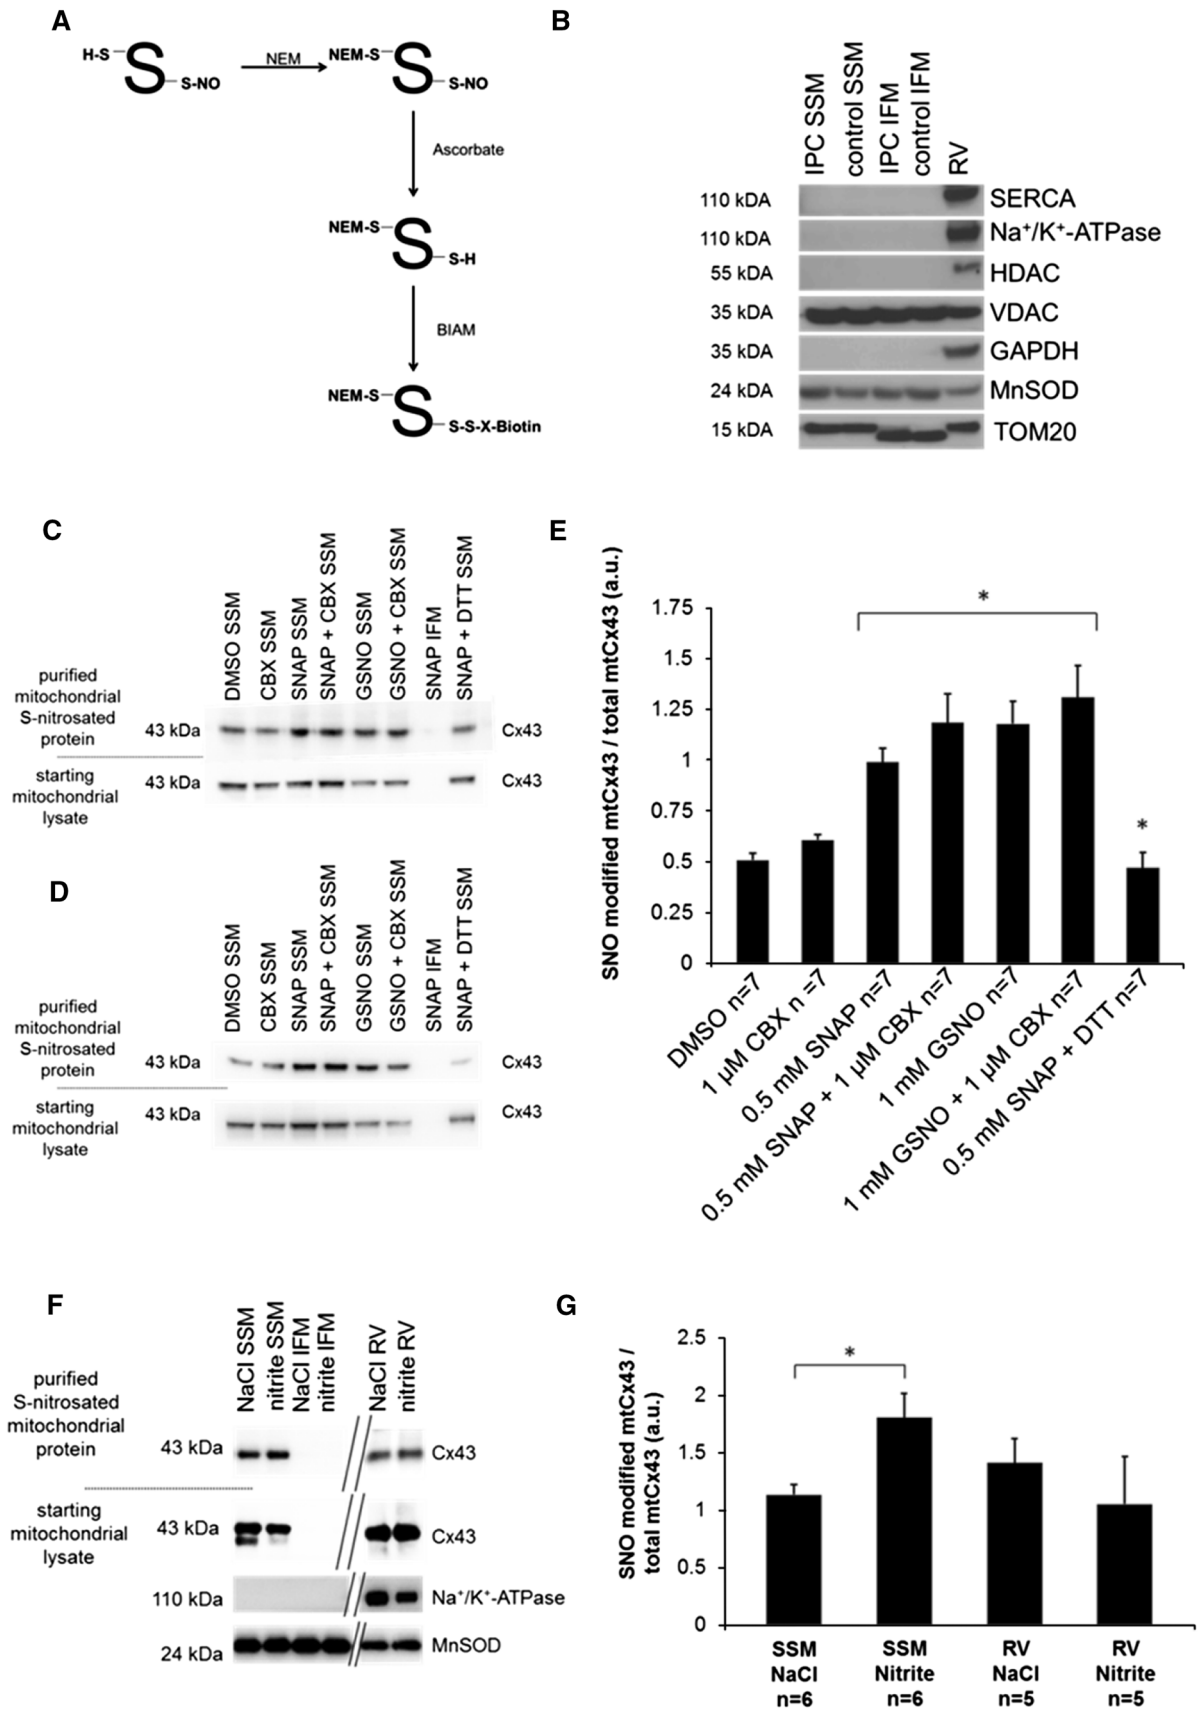 A
H-S
S
S-NO
NEM
NEM-S
S
S-NO
Ascorbate
NEM-S
S
S-H
BIAM
NEM-S
S
S-S-X-Biotin
B
IPC SSM
control SSM
IPC IFM
control IFM
RV
110 kDA
SERCA
110 kDA
Na⁺/K⁺-ATPase
55 kDA
HDAC
35 kDA
VDAC
35 kDA
GAPDH
24 kDA
MnSOD
15 kDA
TOM20
C
DMSO SSM
CBX SSM
SNAP SSM
SNAP + CBX SSM
GSNO SSM
GSNO + CBX SSM
SNAP IFM
SNAP + DTT SSM
purified
mitochondrial
S-nitrosated
protein
43 kDa
Cx43
starting
mitochondrial
lysate
43 kDa
Cx43
D
DMSO SSM
CBX SSM
SNAP SSM
SNAP + CBX SSM
GSNO SSM
GSNO + CBX SSM
SNAP IFM
SNAP + DTT SSM
purified
mitochondrial
S-nitrosated
protein
43 kDa
Cx43
starting
mitochondrial
lysate
43 kDa
Cx43
E
SNO modified mtCx43 / total mtCx43 (a.u.)
1.75
1.5
1.25
1
0.75
0.5
0.25
0
*
*
DMSO n=7
1 µM CBX n =7
0.5 mM SNAP n=7
0.5 mM SNAP + 1 µM CBX n=7
1 mM GSNO n=7
1 mM GSNO + 1 µM CBX n=7
0.5 mM SNAP + DTT n=7
F
NaCl SSM
nitrite SSM
NaCl IFM
nitrite IFM
NaCl RV
nitrite RV
purified
S-nitrosated
mitochondrial
protein
43 kDa
Cx43
starting
mitochondrial
lysate
43 kDa
Cx43
110 kDa
Na⁺/K⁺-ATPase
24 kDa
MnSOD
G
SNO modified mtCx43 /
total mtCx43 (a.u.)
2.5
2
1.5
1
0.5
0
*
SSM
NaCl
n=6
SSM
Nitrite
n=6
RV
NaCl
n=5
RV
Nitrite
n=5